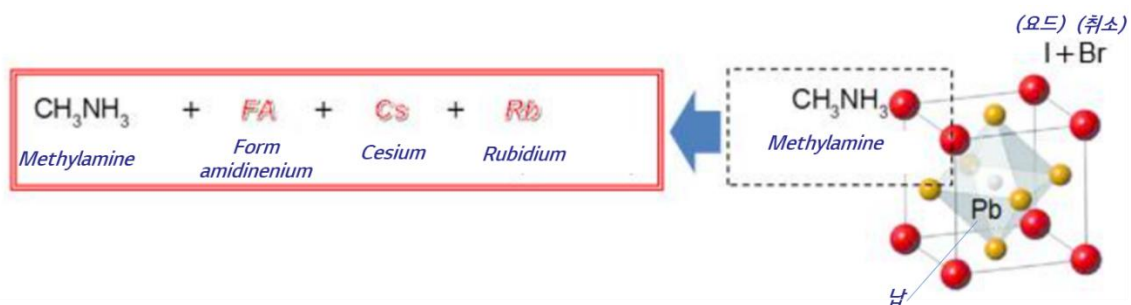 (요드) (취소)
I+Br
CH₃NH₃ + FA + Cs + Rb
Methylamine Form amidinenium Cesium Rubidium
CH₃NH₃
Methylamine
Pb
납